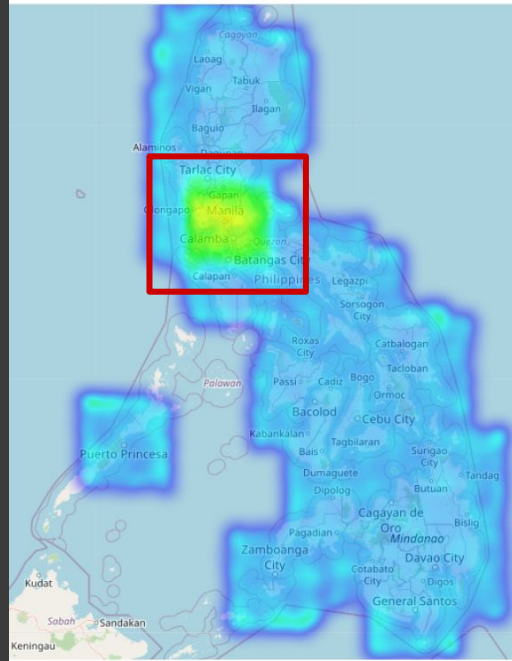 Cagayan
Laoag
Tabuk
Vigan
Ilagan
Baguio
Alaminos
Dagupan
Tarlac City
Gapan
Olongapo
Manila
Calamba
Quezon
Batangas City
Calapan
Philippines
Legazpi
Sorsogon
City
Roxas
City
Catbalogan
Tacloban
Palawan
Passi
Cadiz
Bogo
Ormoc
Bacolod
Cebu City
Kabankalan
Tagbilaran
Bais
Surigao
City
Puerto Princesa
Dumaguete
Tandag
Dipolog
Butuan
Cagayan de
Oro
Bislig
Pagadian
Mindanao
Zamboanga
City
Davao City
Cotabato
City
Digos
Kudat
General Santos
Sabah
Sandakan
Keningau